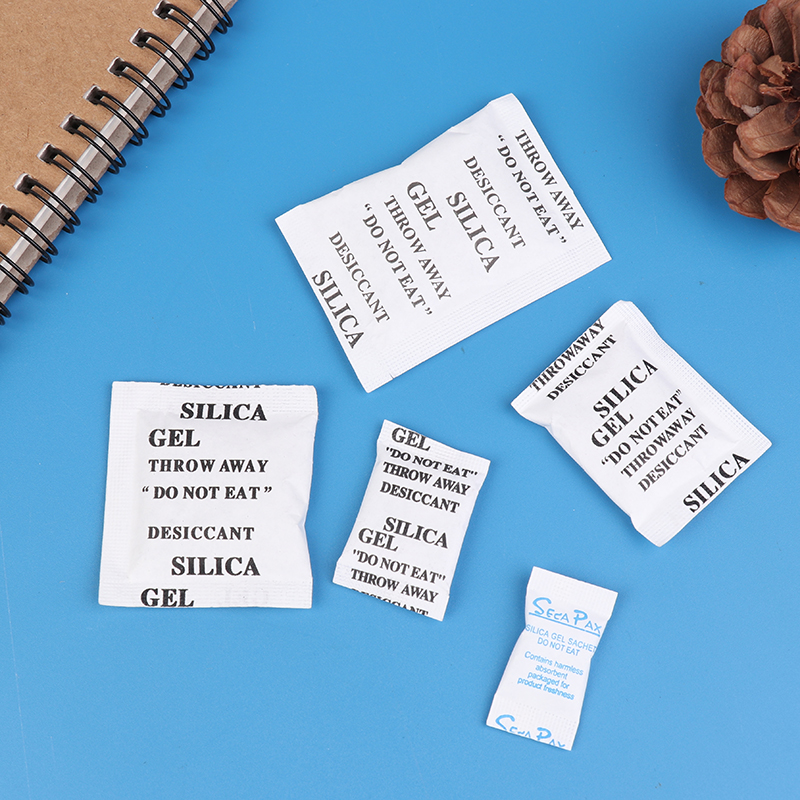 THROW AWAY
“DO NOT EAT”
DESICCANT
SILICA
GEL
THROW AWAY
“DO NOT EAT”
DESICCANT
SILICA
THROWAWAY
DESICCANT
SILICA
GEL
“DO NOT EAT”
THROWAWAY
DESICCANT
SILICA
DESICCANT
SILICA
GEL
THROW AWAY
“DO NOT EAT”
DESICCANT
SILICA
GEL
GEL
"DO NOT EAT"
THROW AWAY
DESICCANT
SILICA
GEL
"DO NOT EAT"
THROW AWAY
DESICCANT
SECA PAX
SILICA GEL SACHET
DO NOT EAT
Contains harmless
absorbent
packaged for
product freshness
SECA PAX